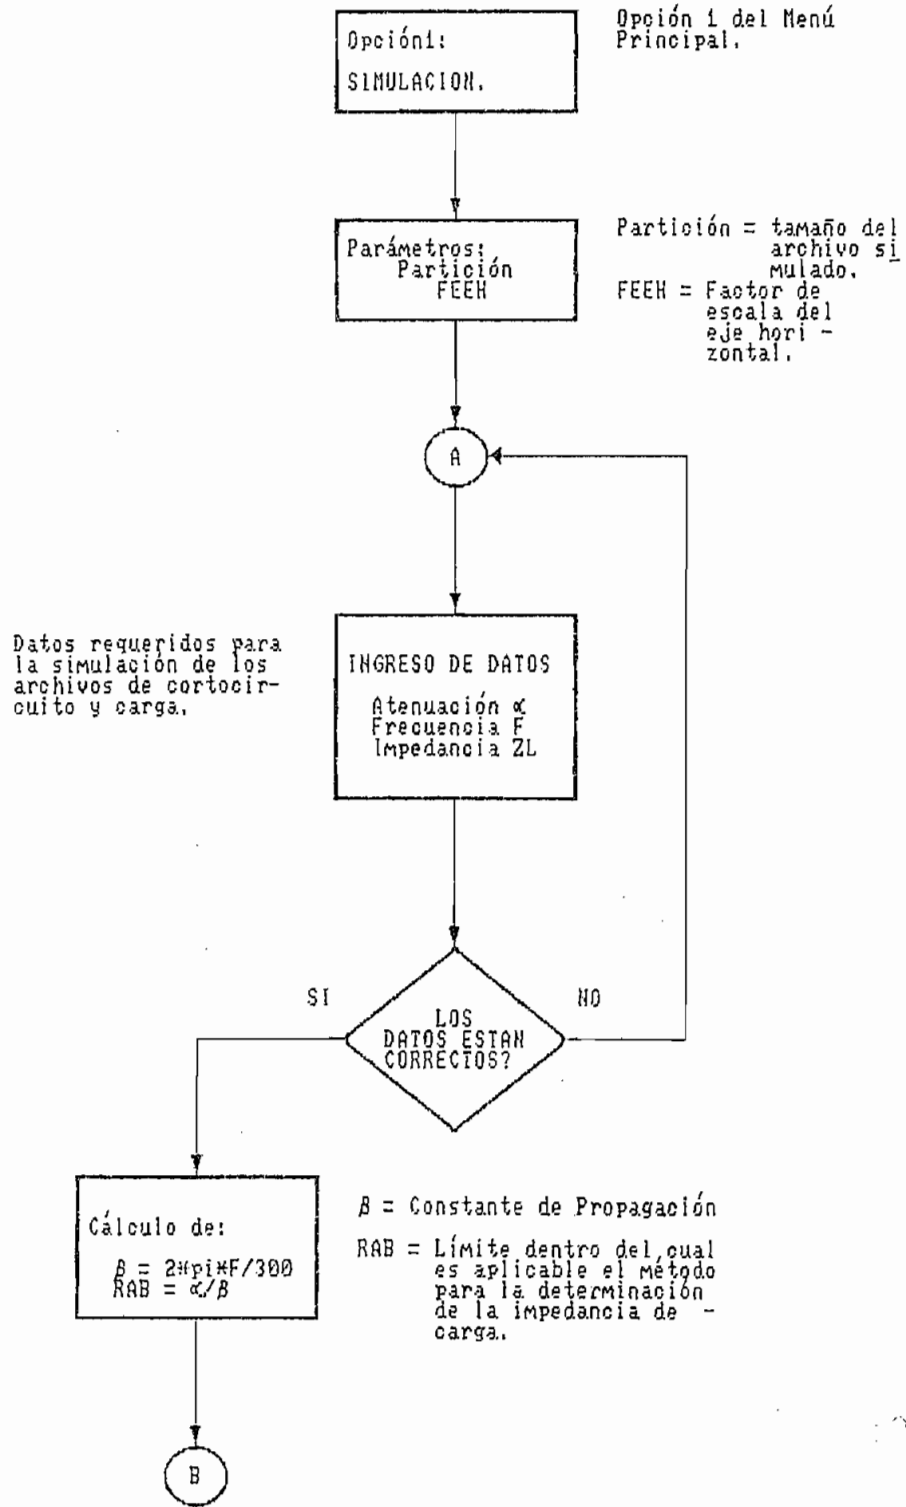 Opción1:
SIMULACION.
Opción 1 del Menú
Principal.
Parámetros:
Partición
FEEH
Partición = tamaño del
archivo si
mulado.
FEEH = Factor de
escala del
eje hori -
zontal.
A
Datos requeridos para
la simulación de los
archivos de cortocir-
cuito y carga.
INGRESO DE DATOS
Atenuación α
Frecuencia F
Impedancia ZL
SI
NO
LOS
DATOS ESTAN
CORRECTOS?
Cálculo de:
β = 2*pi*F/300
RAB = α/β
β = Constante de Propagación
RAB = Límite dentro del cual
es aplicable el método
para la determinación
de la impedancia de -
carga.
B